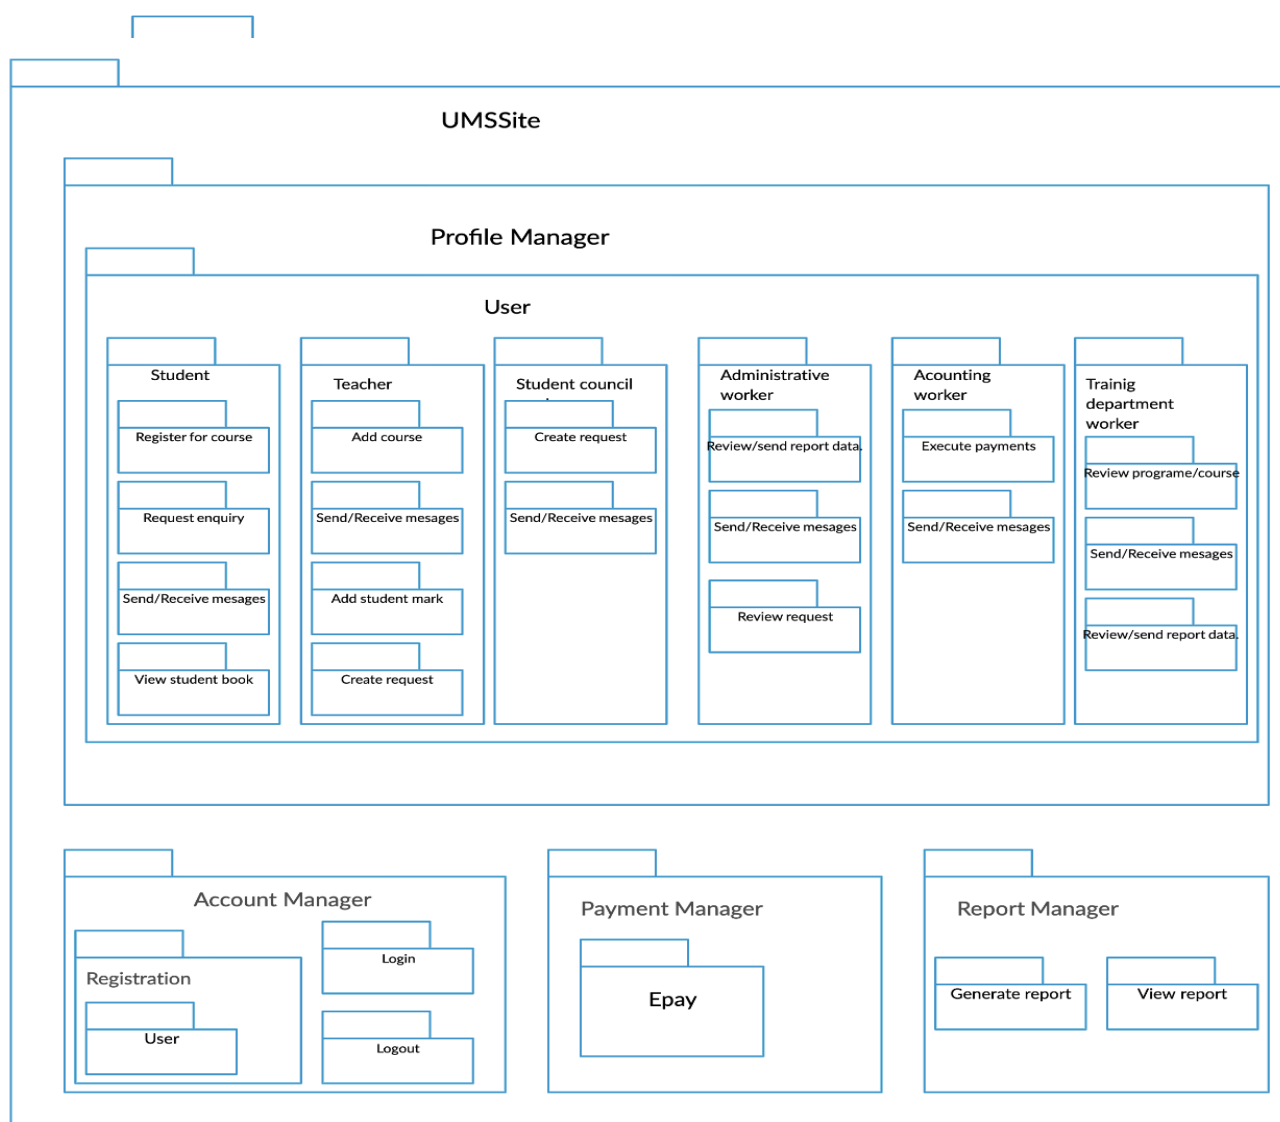 UMSSite
Profile Manager
User
Student
Register for course
Request enquiry
Send/Receive mesages
View student book
Teacher
Add course
Send/Receive mesages
Add student mark
Create request
Student council
Create request
Send/Receive mesages
Administrative
worker
Review/send report data.
Send/Receive mesages
Review request
Acounting
worker
Execute payments
Send/Receive mesages
Trainig
department
worker
Review programe/course
Send/Receive mesages
Review/send report data.
Account Manager
Registration
User
Login
Logout
Payment Manager
Epay
Report Manager
Generate report
View report